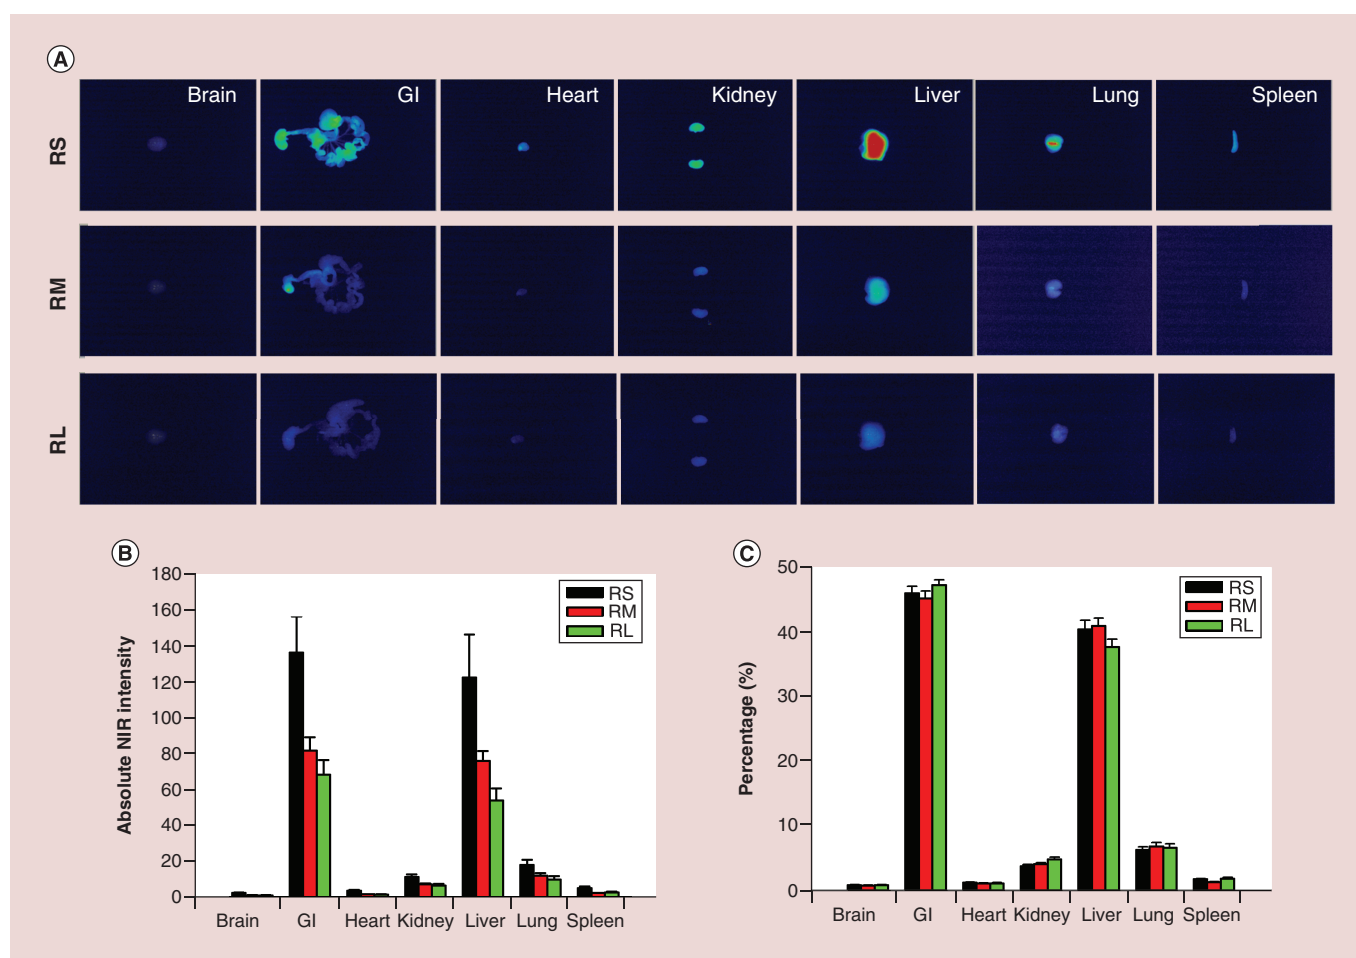 A
Brain GI Heart Kidney Liver Lung Spleen
RS
RM
RL
B
Absolute NIR intensity
180
160
140
120
100
80
60
40
20
0
RS
RM
RL
Brain GI Heart Kidney Liver Lung Spleen
C
Percentage (%)
50
40
30
20
10
0
RS
RM
RL
Brain GI Heart Kidney Liver Lung Spleen